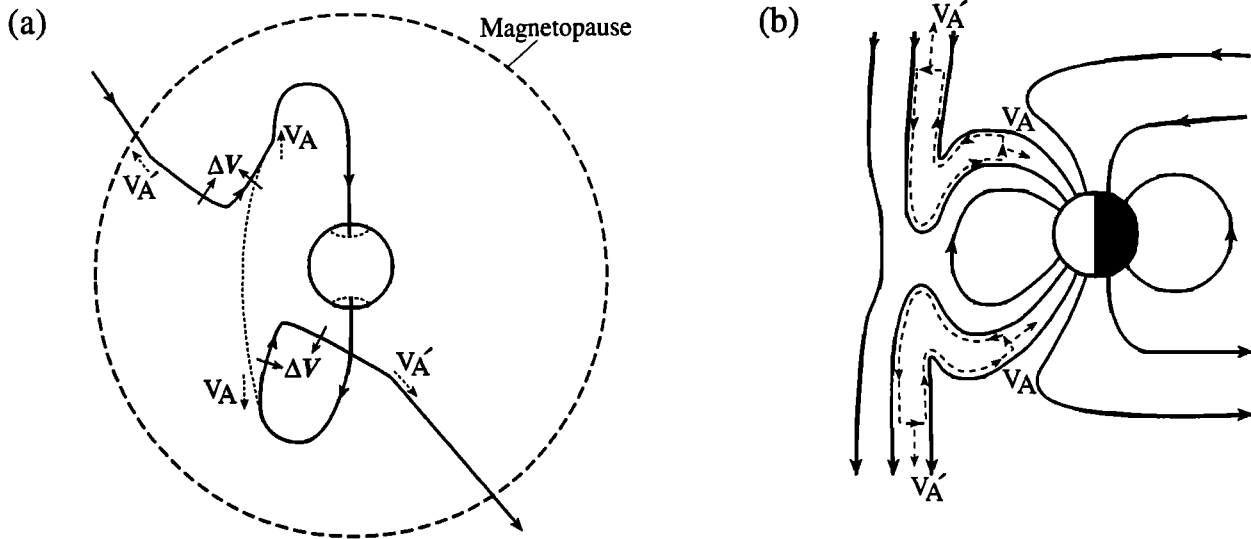 (a)
Magnetopause
V_A
ΔV
V_A′
ΔV
V_A
V_A′
(b)
V_A′
V_A
V_A
V_A′